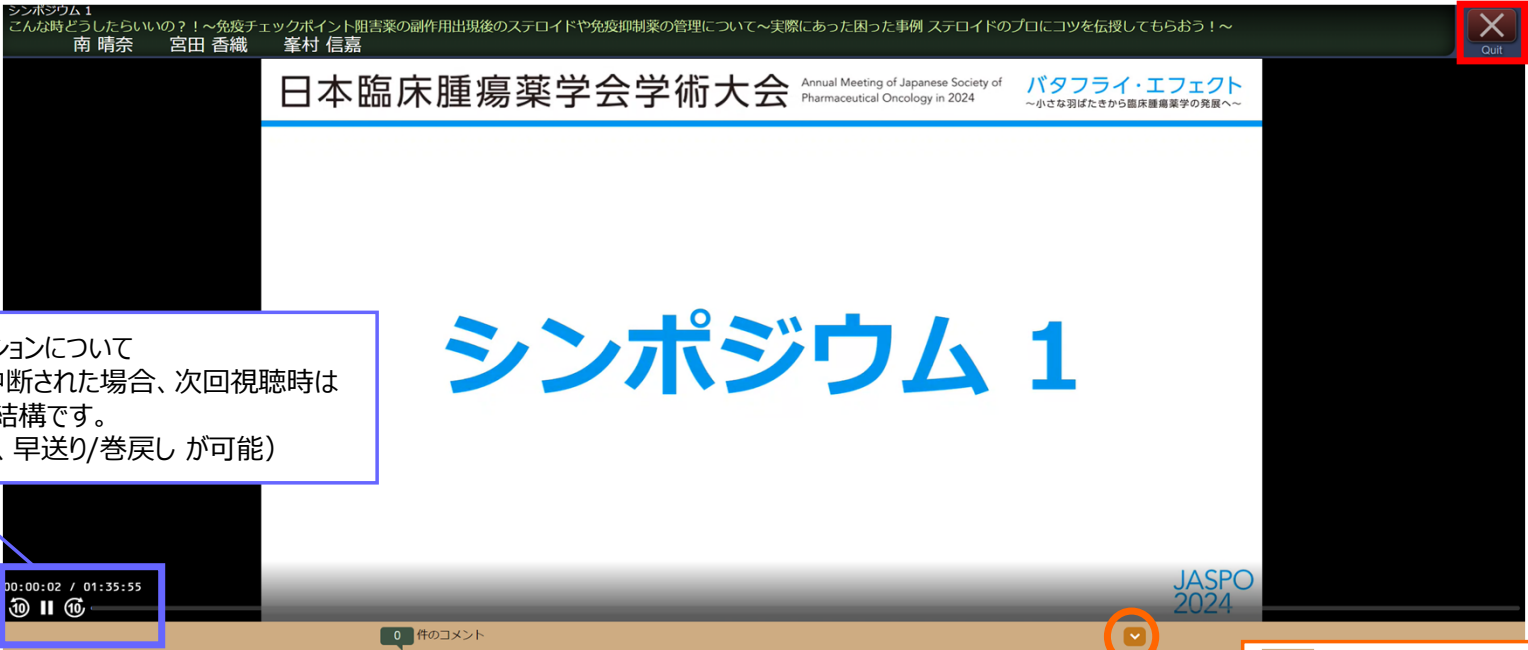 シンポジウム 1
こんな時どうしたらいいの？！～免疫チェックポイント阻害薬の副作用出現後のステロイドや免疫抑制薬の管理について～実際にあった困った事例 ステロイドのプロにコツを伝授してもらおう！～
南 晴奈 宮田 香織 峯村 信嘉
Quit
日本臨床腫瘍薬学会学術大会
Annual Meeting of Japanese Society of
Pharmaceutical Oncology in 2024
バタフライ・エフェクト
～小さな羽ばたきから臨床腫瘍薬学の発展へ～
シンポジウム 1
ションについて
中断された場合、次回視聴時は
結構です。
、早送り/巻戻し が可能）
00:00:02 / 01:35:55
10 10
JASPO
2024
0 件のコメント